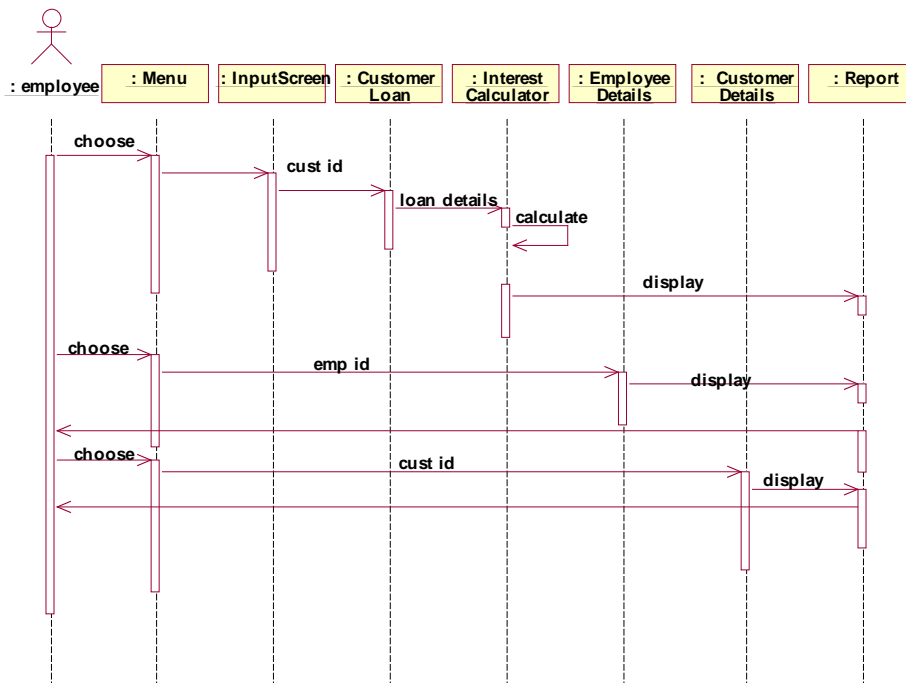 : employee
: Menu
: InputScreen
: Customer
Loan
: Interest
Calculator
: Employee
Details
: Customer
Details
: Report
choose
cust id
loan details
calculate
display
choose
emp id
display
choose
cust id
display